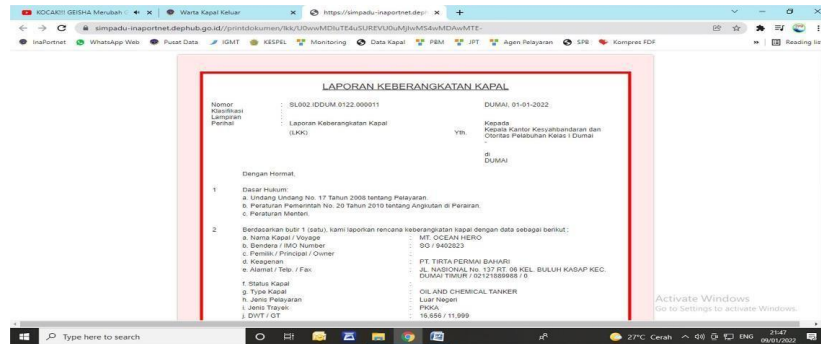 KOCAK!!! GEISHA Merubah
Warta Kapal Keluar
https://simpadu-inaportnet.dep
simpadu-inaportnet.dephub.go.id//printdokumen/lkk/
InaPortnet WhatsApp Web Pusat Data IGMT KESPEL Monitoring Data Kapal PBM JPT Agen Pelayaran SPB Kompres PDF Reading list
LAPORAN KEBERANGKATAN KAPAL
Nomor : SL002.IDDUM.0122.000011 DUMAI, 01-01-2022
Klasifikasi :
Lampiran :
Perihal : Laporan Keberangkatan Kapal Kepada
(LKK) Yth. Kepala Kantor Kesyahbandaran dan
Otoritas Pelabuhan Kelas I Dumai
-
di
DUMAI
Dengan Hormat,
1 Dasar Hukum:
a. Undang Undang No. 17 Tahun 2008 tentang Pelayaran.
b. Peraturan Pemerintah No. 20 Tahun 2010 tentang Angkutan di Perairan.
c. Peraturan Menteri.
2 Berdasarkan butir 1 (satu), kami laporkan rencana keberangkatan kapal dengan data sebagai berikut :
a. Nama Kapal / Voyage : MT. OCEAN HERO
b. Bendera / IMO Number : SG / 9402823
c. Pemilik / Principal / Owner :
d. Keagenan : PT. TIRTA PERMAI BAHARI
e. Alamat / Telp. / Fax : JL. NASIONAL No. 137 RT. 06 KEL. BULUH KASAP KEC.
DUMAI TIMUR / 02121889988 / 0
f. Status Kapal :
g. Type Kapal : OIL AND CHEMICAL TANKER
h. Jenis Pelayaran : Luar Negeri
i. Jenis Trayek : PKKA
j. DWT / GT : 16,656 / 11,999
Activate Windows
Go to Settings to activate Windows.
Type here to search
27°C Cerah ENG 21:47
09/01/2022